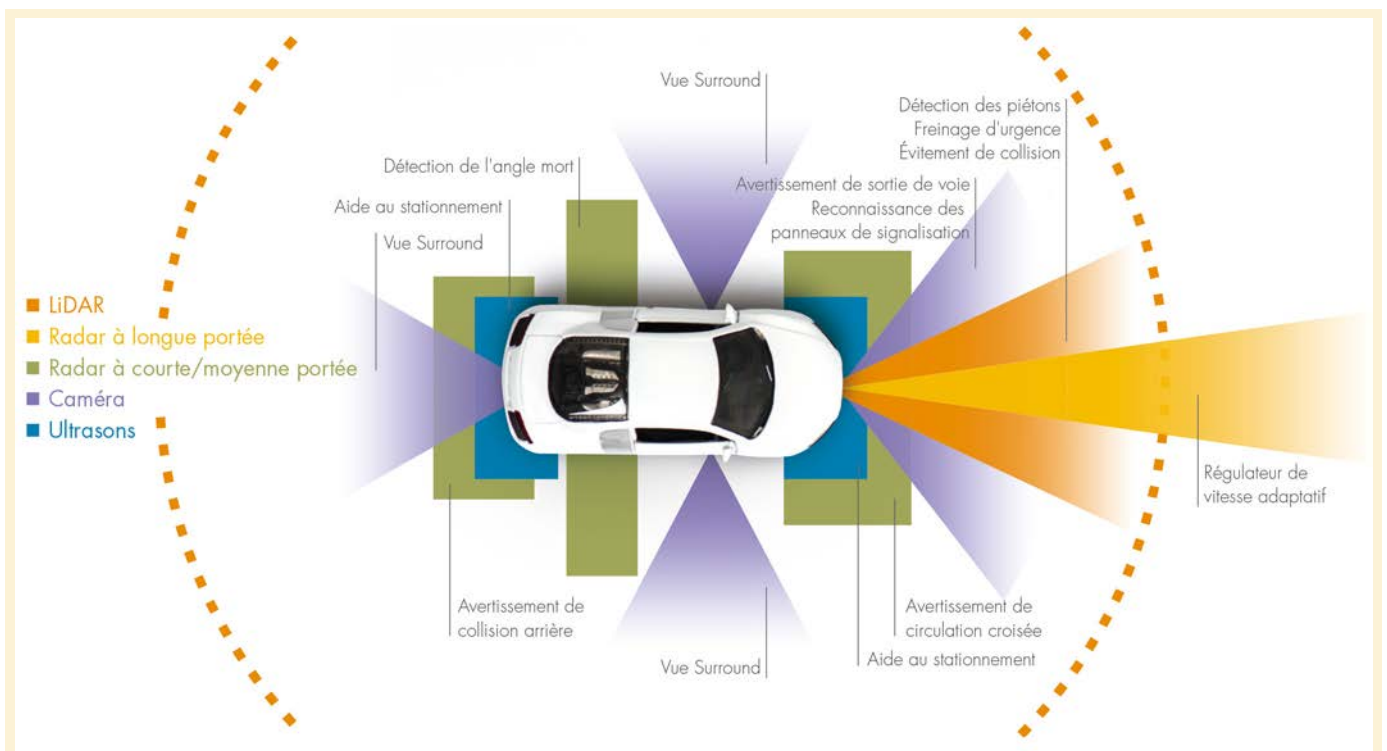 Vue Surround
Détection des piétons
Freinage d'urgence
Évitement de collision
Détection de l'angle mort
Avertissement de sortie de voie
Reconnaissance des
panneaux de signalisation
Aide au stationnement
Vue Surround
LiDAR
Radar à longue portée
Radar à courte/moyenne portée
Caméra
Ultrasons
Régulateur de
vitesse adaptatif
Avertissement de
collision arrière
Avertissement de
circulation croisée
Vue Surround
Aide au stationnement